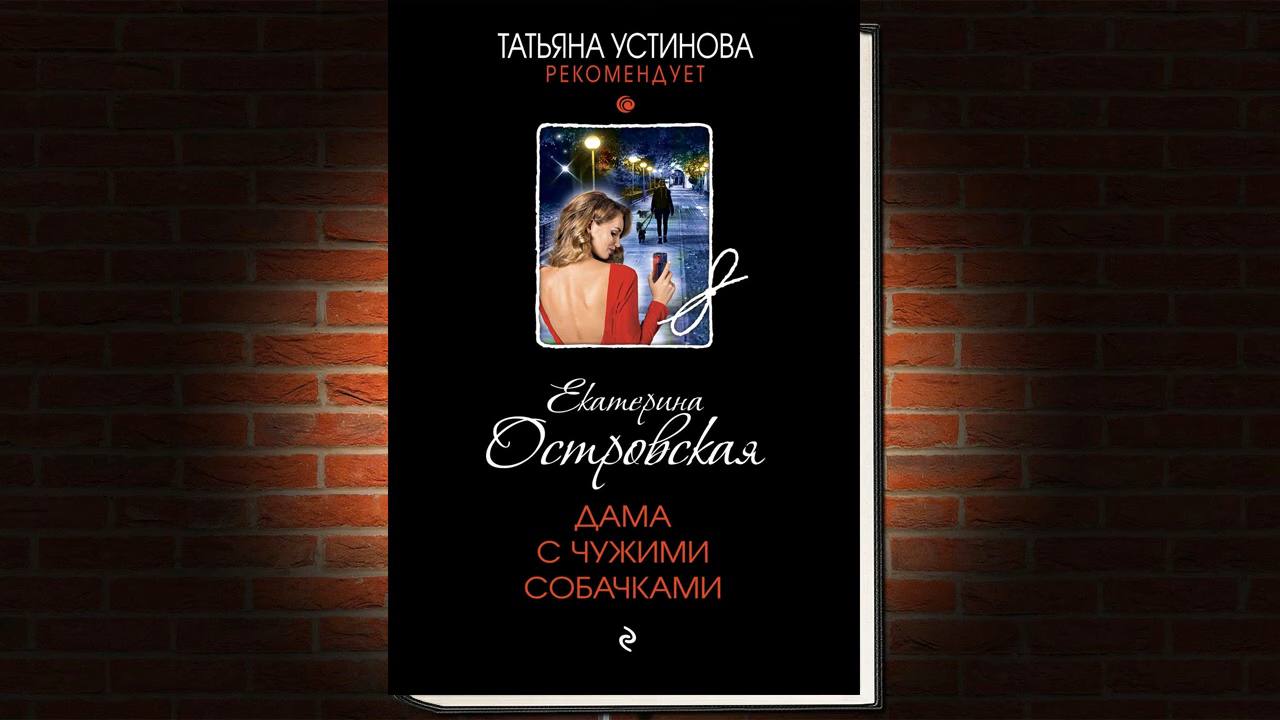 ТАТЬЯНА УСТИНОВА
РЕКОМЕНДУЕТ
Екатерина
Островская
ДАМА
С ЧУЖИМИ
СОБАЧКАМИ